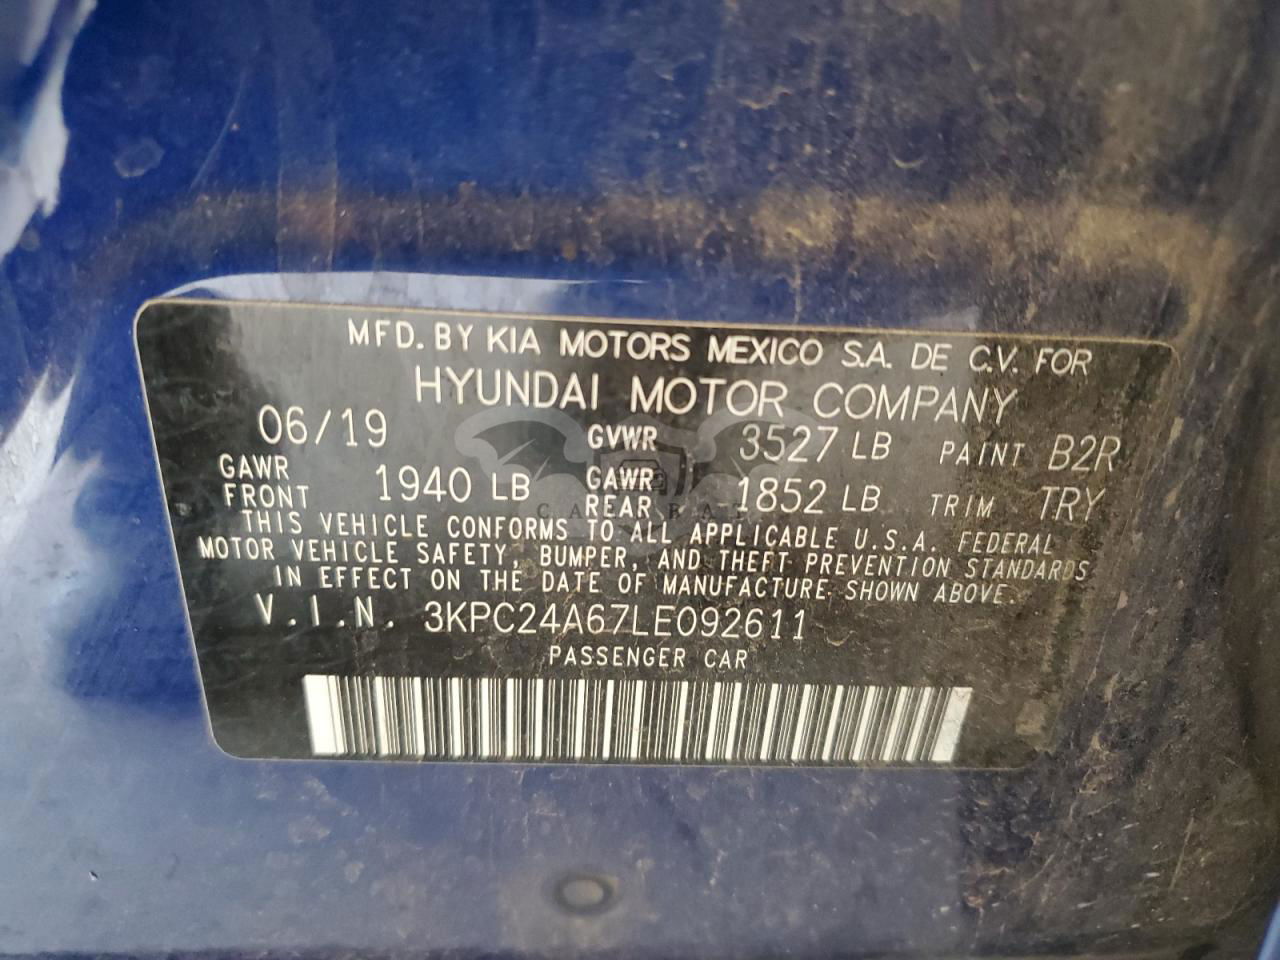 MFD. BY KIA MOTORS MEXICO S.A. DE C.V. FOR
HYUNDAI MOTOR COMPANY
06/19 GVWR 3527 LB PAINT B2R
GAWR FRONT 1940 LB GAWR REAR 1852 LB TRIM TRY
THIS VEHICLE CONFORMS TO ALL APPLICABLE U.S.A. FEDERAL
MOTOR VEHICLE SAFETY, BUMPER, AND THEFT PREVENTION STANDARDS
IN EFFECT ON THE DATE OF MANUFACTURE SHOWN ABOVE.
V.I.N. 3KPC24A67LE092611
PASSENGER CAR